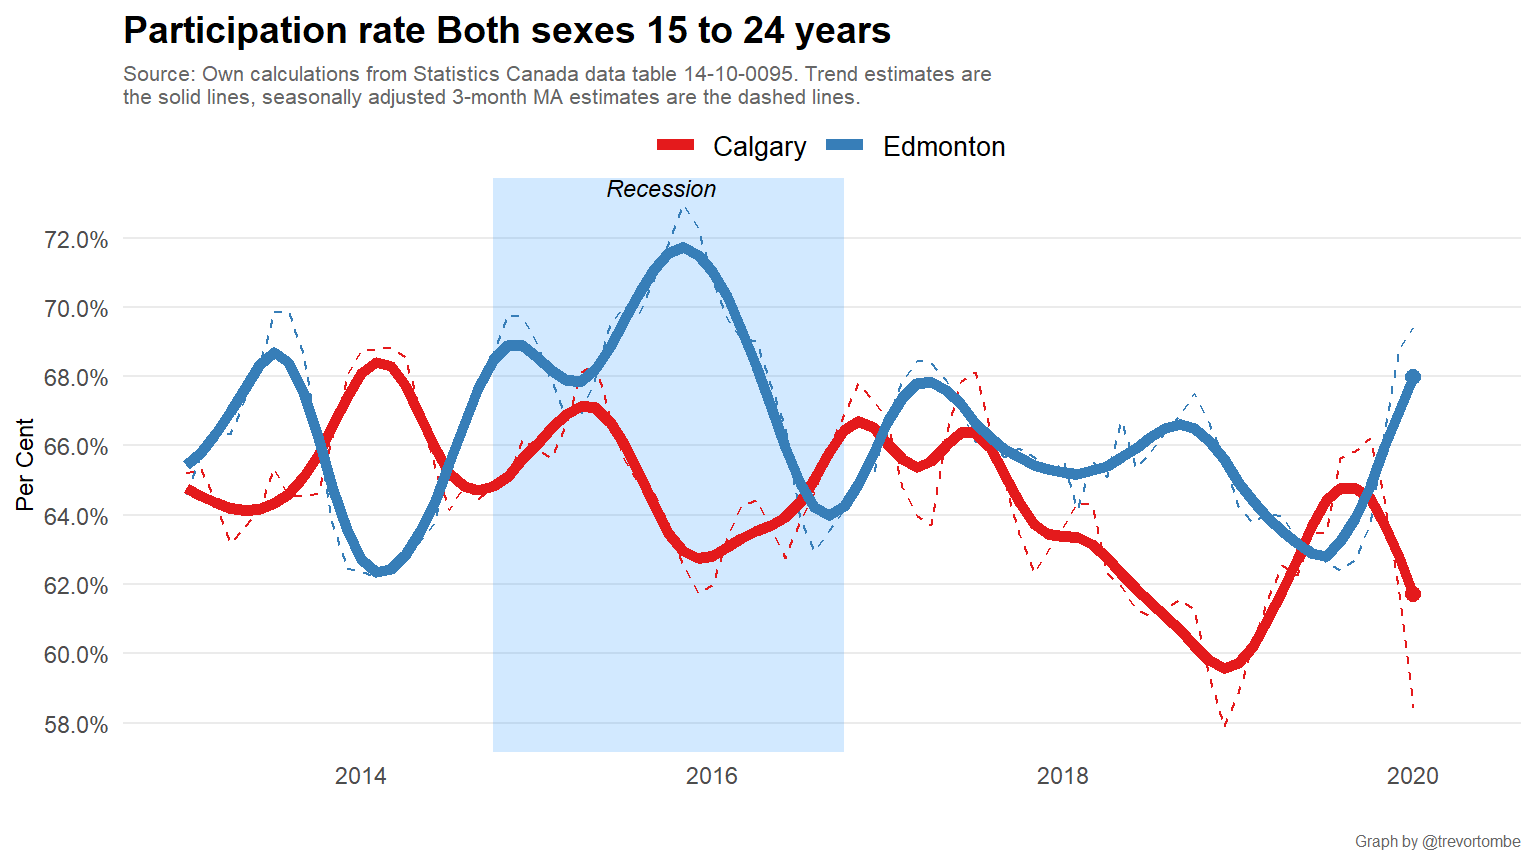 Participation rate Both sexes 15 to 24 years
Source: Own calculations from Statistics Canada data table 14-10-0095. Trend estimates are
the solid lines, seasonally adjusted 3-month MA estimates are the dashed lines.
Calgary Edmonton
Recession
72.0%
70.0%
68.0%
66.0%
64.0%
62.0%
60.0%
58.0%
Per Cent
2014 2016 2018 2020
Graph by @trevortombe